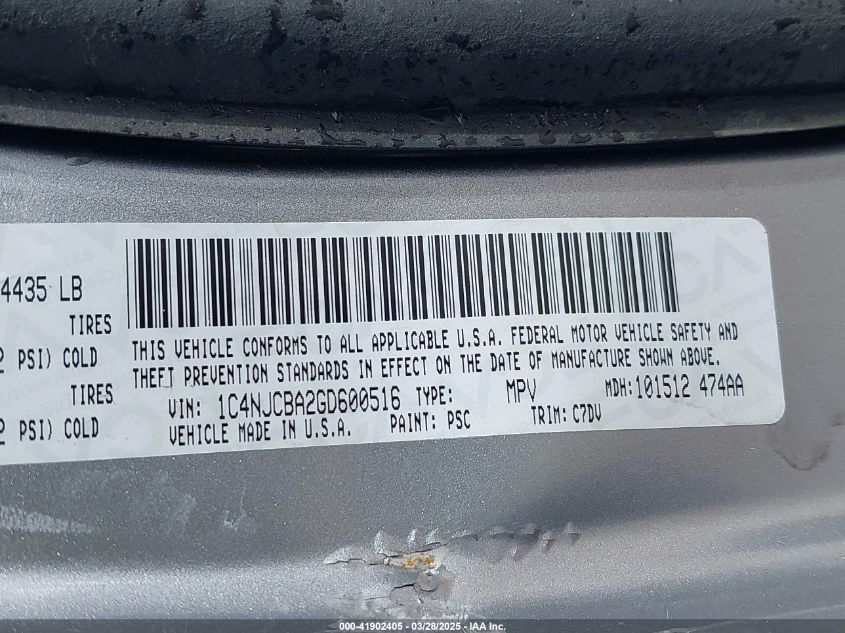 4435 LB
TIRES
PSI) COLD
TIRES
PSI) COLD
THIS VEHICLE CONFORMS TO ALL APPLICABLE U.S.A. FEDERAL MOTOR VEHICLE SAFETY AND
THEFT PREVENTION STANDARDS IN EFFECT ON THE DATE OF MANUFACTURE SHOWN ABOVE.
VIN: 1C4NJCBA2GD600516 TYPE: MPV MDH:101512 474AA
VEHICLE MADE IN U.S.A. PAINT: PSC TRIM: C7DV
000-41902405 - 03/28/2025 - IAA Inc.